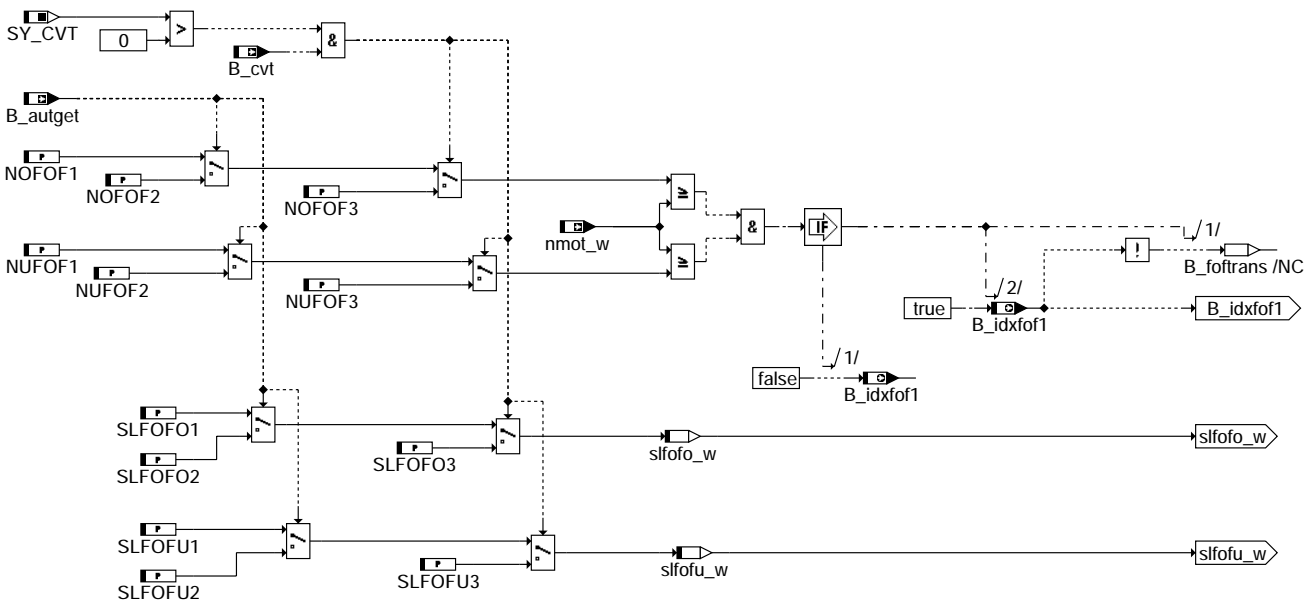 SY_CVT
>
0
&
B_cvt
B_autget
P
NOFOF1
P
NOFOF2
P
NOFOF3
nmot_w
≥
≥
&
IF
/1/
!
B_foftrans /NC
P
NUFOF1
P
NUFOF2
P
NUFOF3
true
/2/
B_idxfof1
B_idxfof1
false
/1/
B_idxfof1
P
SLFOFO1
P
SLFOFO2
P
SLFOFO3
slfofo_w
slfofo_w
P
SLFOFU1
P
SLFOFU2
P
SLFOFU3
slfofu_w
slfofu_w